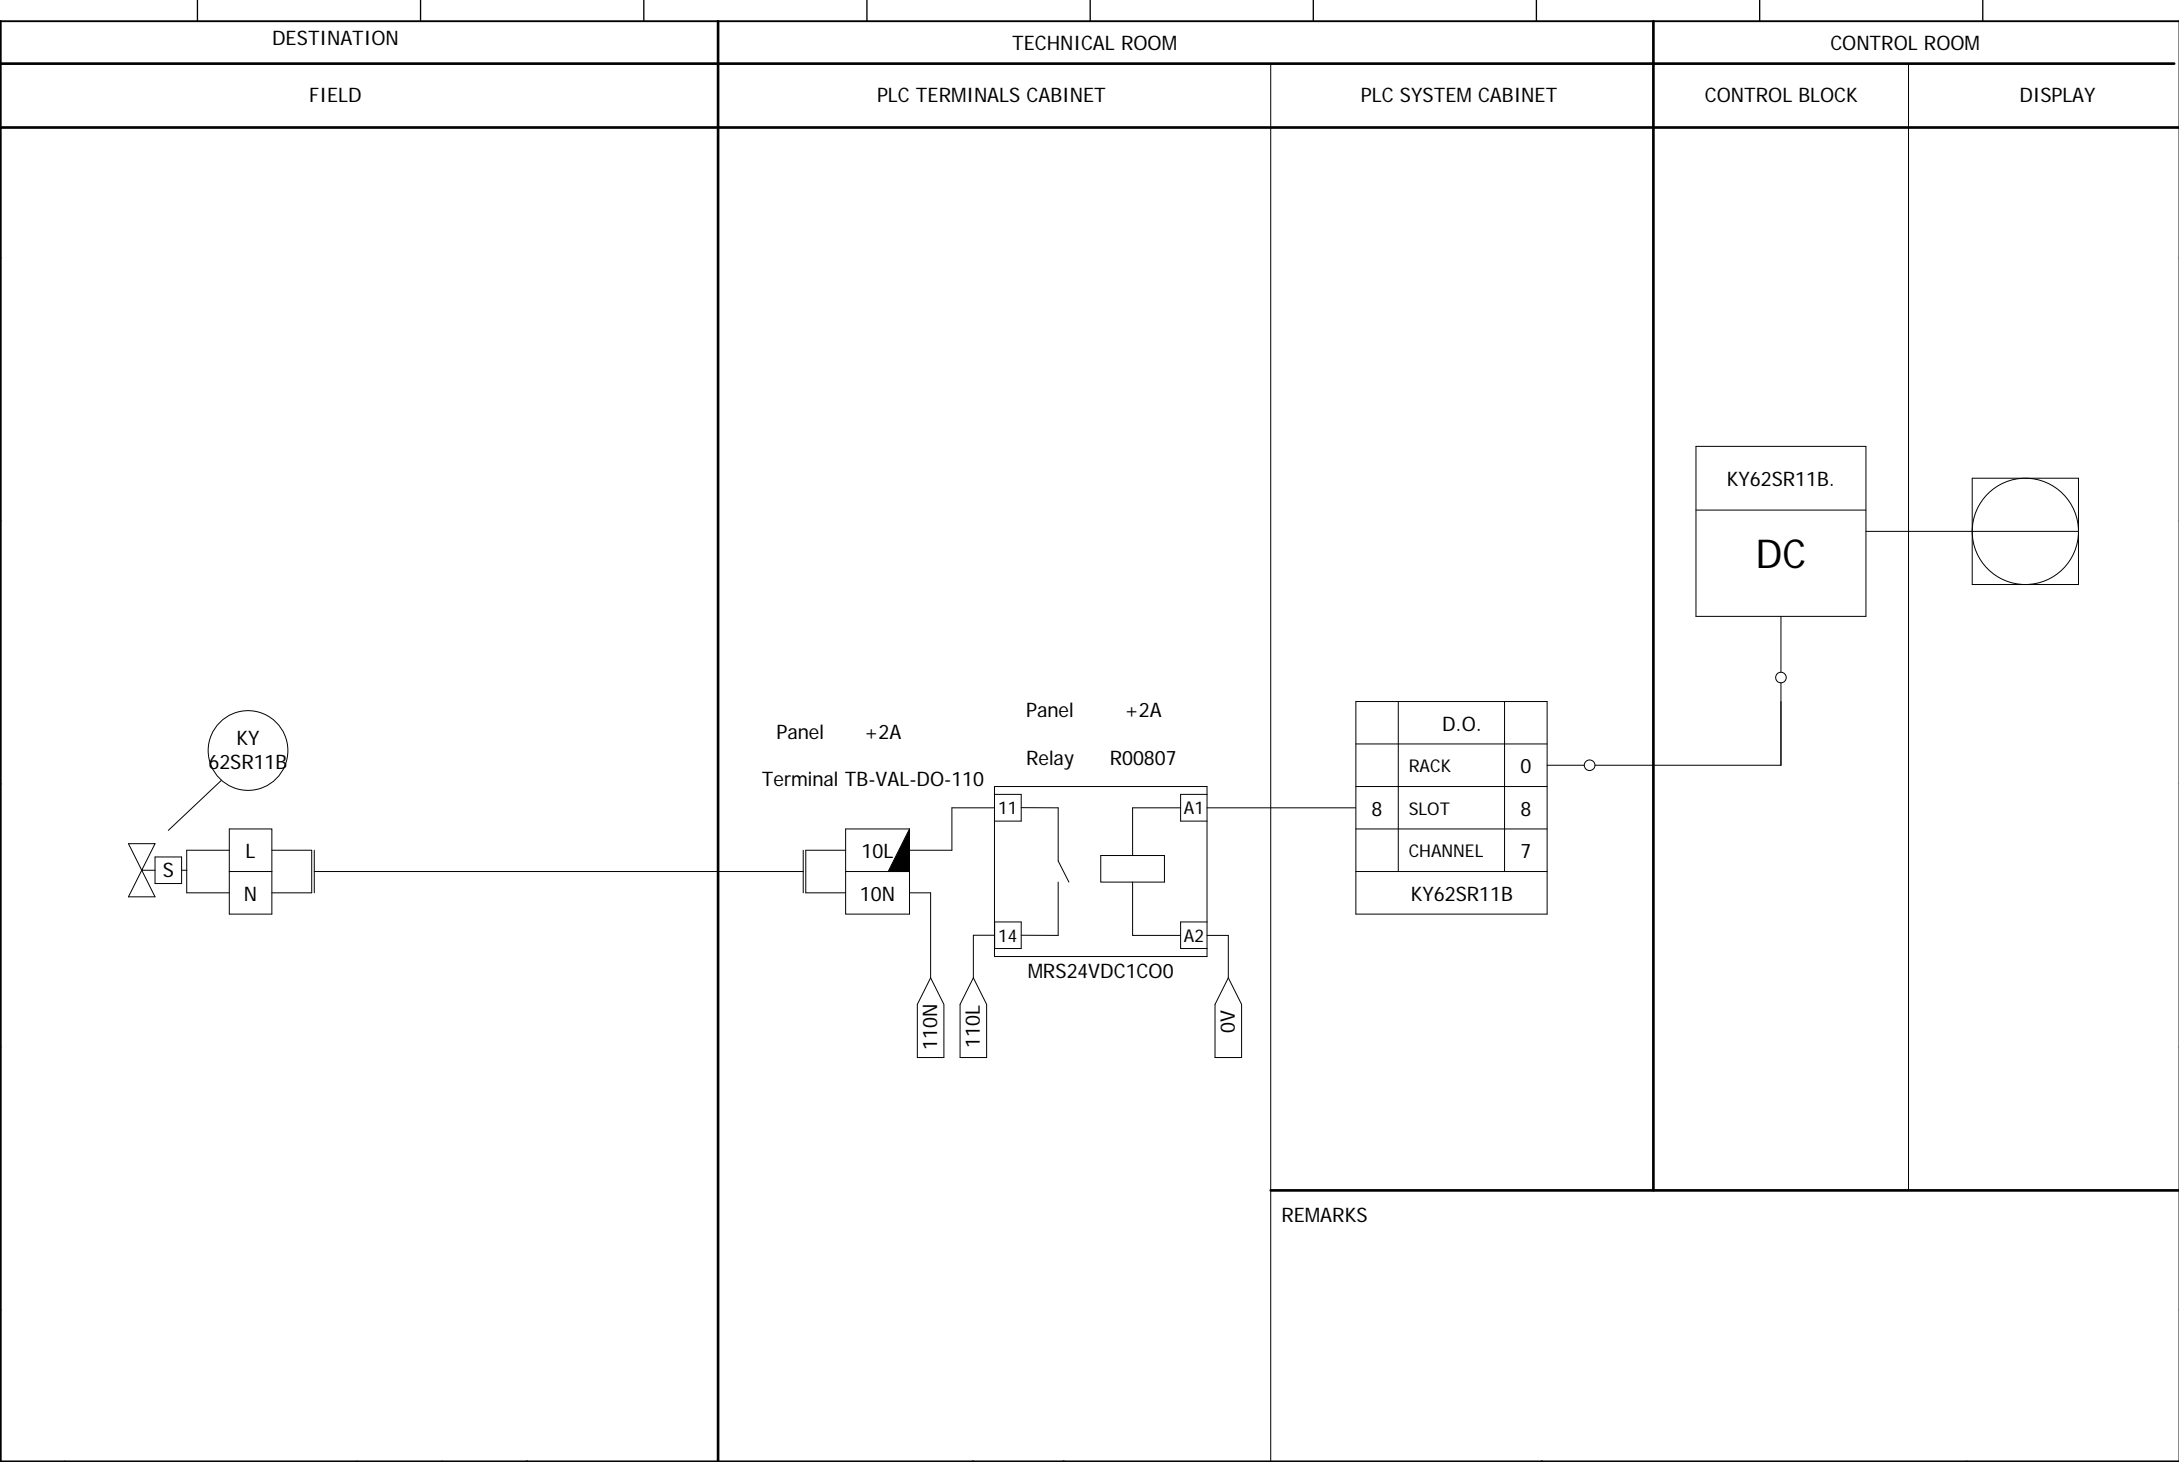 DESTINATION
TECHNICAL ROOM
CONTROL ROOM
FIELD
PLC TERMINALS CABINET
PLC SYSTEM CABINET
CONTROL BLOCK
DISPLAY
KY62SR11B.
DC
KY
62SR11B
S
L
N
Panel +2A
Terminal TB-VAL-DO-110
10L
10N
110N
110L
Panel +2A
Relay R00807
11
14
A1
A2
MRS24VDC1CO0
0V
D.O.
RACK 0
8 SLOT 8
CHANNEL 7
KY62SR11B
REMARKS